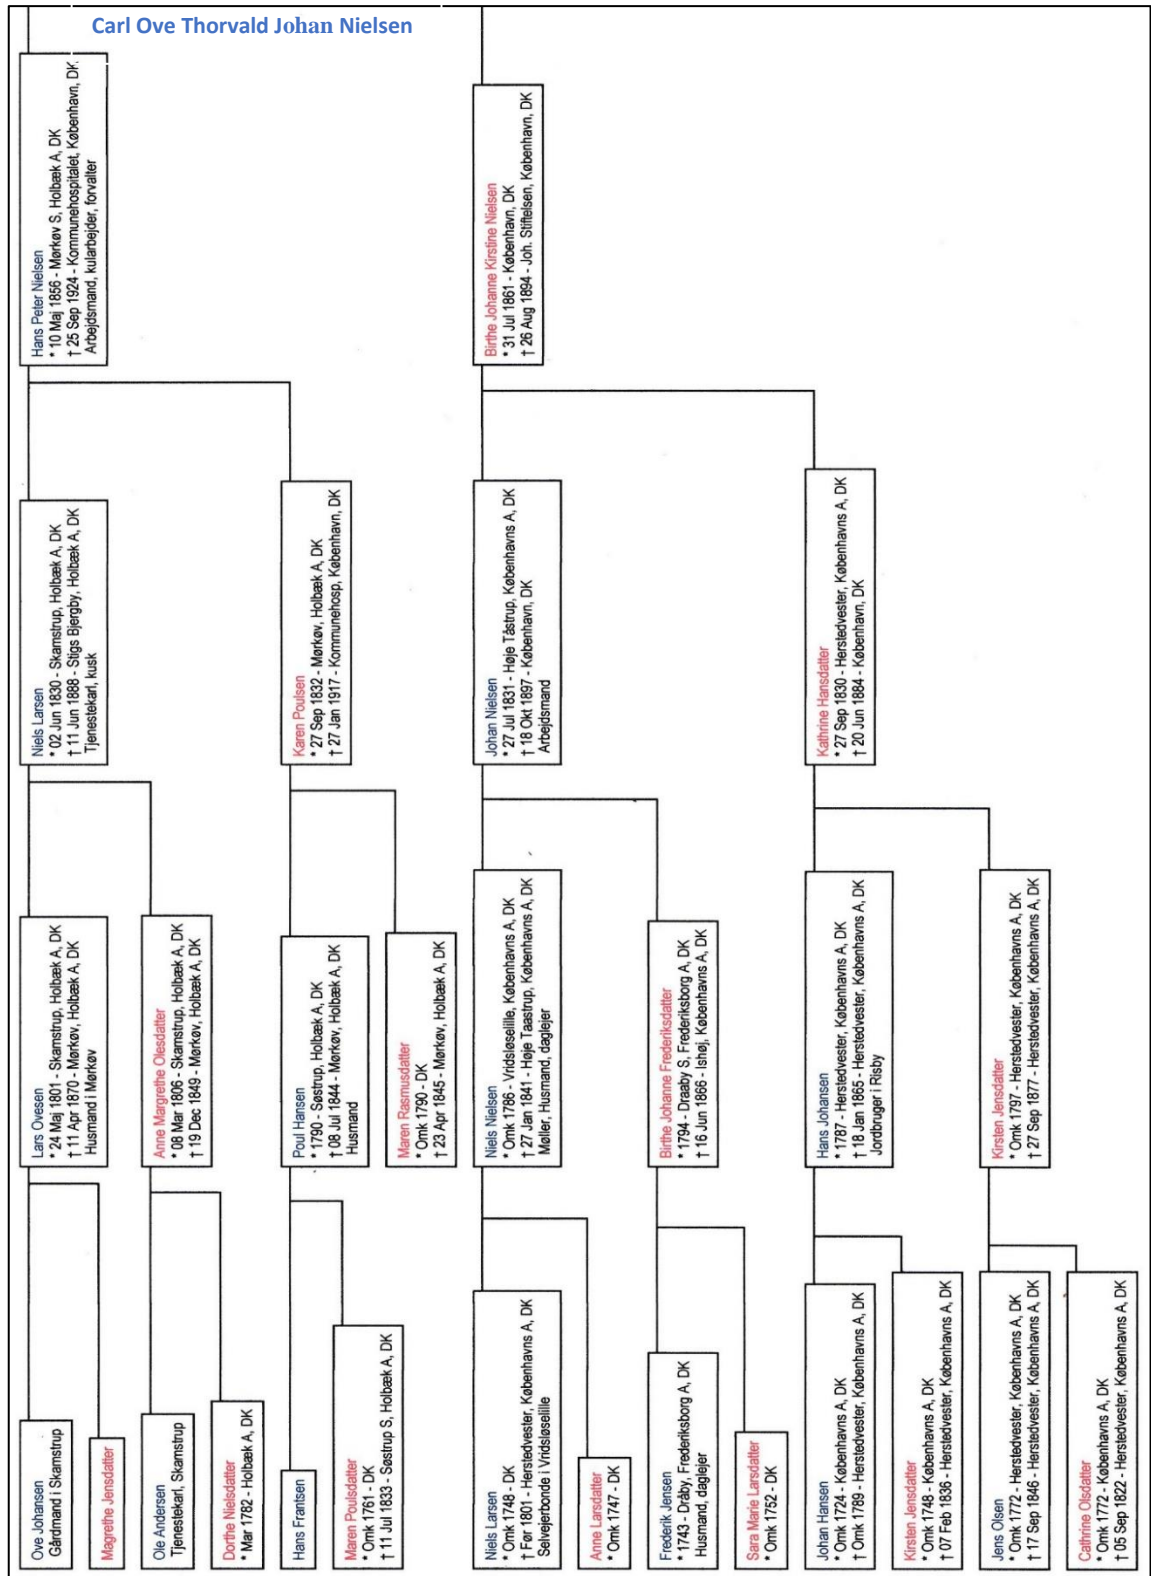 Carl Ove Thorvald Johan Nielsen
Hans Peter Nielsen
* 10 Maj 1856 - Mørkøv S, Holbæk A, DK
† 25 Sep 1924 - Kommunehospitalet, København, DK
Arbejdsmand, kularbejder, forvalter
Birthe Johanne Kirstine Nielsen
* 31 Jul 1861 - København, DK
† 26 Aug 1894 - Joh. Stiftelsen, København, DK
Niels Larsen
* 02 Jun 1830 - Skamstrup, Holbæk A, DK
† 11 Jun 1888 - Stigs Bjergby, Holbæk A, DK
Tjenestekarl, kusk
Karen Poulsen
* 27 Sep 1832 - Mørkøv, Holbæk A, DK
† 27 Jan 1917 - Kommunehosp, København, DK
Johan Nielsen
* 27 Jul 1831 - Høje Tåstrup, Københavns A, DK
† 18 Okt 1897 - København, DK
Arbejdsmand
Kathrine Hansdatter
* 27 Sep 1830 - Herstedvester, Københavns A, DK
† 20 Jun 1884 - København, DK
Lars Ovesen
* 24 Maj 1801 - Skamstrup, Holbæk A, DK
† 11 Apr 1870 - Mørkøv, Holbæk A, DK
Husmand i Mørkøv
Anne Margrethe Olesdatter
* 08 Mar 1806 - Skamstrup, Holbæk A, DK
† 19 Dec 1849 - Mørkøv, Holbæk A, DK
Poul Hansen
* 1790 - Søstrup, Holbæk A, DK
† 08 Jul 1844 - Mørkøv, Holbæk A, DK
Husmand
Maren Rasmusdatter
* Omk 1790 - DK
† 23 Apr 1845 - Mørkøv, Holbæk A, DK
Niels Nielsen
* Omk 1786 - Vridsløselille, Københavns A, DK
† 27 Jan 1841 - Høje Taastrup, Københavns A, DK
Møller, Husmand, daglejer
Birthe Johanne Frederiksdatter
* 1794 - Draaby S, Frederiksborg A, DK
† 16 Jun 1866 - Ishøj, Københavns A, DK
Hans Johansen
* 1787 - Herstedvester, Københavns A, DK
† 18 Jan 1865 - Herstedvester, Københavns A, DK
Jordbruger i Risby
Kirsten Jensdatter
* Omk 1797 - Herstedvester, Københavns A, DK
† 27 Sep 1877 - Herstedvester, Københavns A, DK
Ove Johansen
Gårdmand i Skamstrup
Magrethe Jensdatter
Ole Andersen
Tjenestekarl, Skamstrup
Dorthe Nielsdatter
* Mar 1782 - Holbæk A, DK
Hans Frantsen
Maren Poulsdatter
* Omk 1761 - DK
† 11 Jul 1833 - Søstrup S, Holbæk A, DK
Niels Larsen
* Omk 1748 - DK
† Før 1801 - Herstedvester, Københavns A, DK
Selvejerbonde i Vridsløselille
Anne Larsdatter
* Omk 1747 - DK
Frederik Jensen
* 1743 - Dråby, Frederiksborg A, DK
Husmand, daglejer
Sara Marie Larsdatter
* Omk 1752 - DK
Johan Hansen
* Omk 1724 - Københavns A, DK
† Omk 1789 - Herstedvester, Københavns A, DK
Kirsten Jensdatter
* Omk 1748 - Københavns A, DK
† 07 Feb 1836 - Herstedvester, Københavns A, DK
Jens Olsen
* Omk 1772 - Herstedvester, Københavns A, DK
† 17 Sep 1846 - Herstedvester, Københavns A, DK
Cathrine Olsdatter
* Omk 1772 - Københavns A, DK
† 05 Sep 1822 - Herstedvester, Københavns A, DK